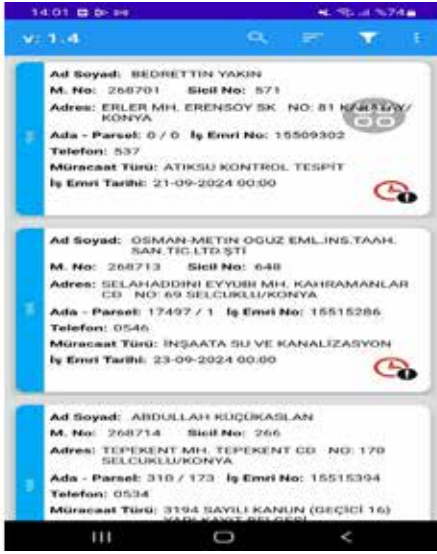 14:01
%74
v: 1.4
Ad Soyad: BEDRETTIN YAKIN
M. No: 268701 Sicil No: 571
Adres: ERLER MH. ERENSOY SK NO: 81 KARATAY/
KONYA
Ada - Parsel: 0 / 0 İş Emri No: 15509302
Telefon: 537
Müracaat Türü: ATIKSU KONTROL TESPİT
İş Emri Tarihi: 21-09-2024 00:00
Ad Soyad: OSMAN-METIN OGUZ EML.INS.TAAH.
SAN.TIC.LTD.ŞTİ
M. No: 268713 Sicil No: 648
Adres: SELAHADDINI EYYUBI MH. KAHRAMANLAR
CD NO: 69 SELCUKLU/KONYA
Ada - Parsel: 17497 / 1 İş Emri No: 15515286
Telefon: 0546
Müracaat Türü: İNŞAATA SU VE KANALİZASYON
İş Emri Tarihi: 23-09-2024 00:00
Ad Soyad: ABDULLAH KÜÇÜKASLAN
M. No: 268714 Sicil No: 266
Adres: TEPEKENT MH. TEPEKENT CD NO: 170
SELCUKLU/KONYA
Ada - Parsel: 310 / 173 İş Emri No: 15515394
Telefon: 0534
Müracaat Türü: 3194 SAYILI KANUN (GEÇİCİ 16)
YAPI KAYIT BELGESİ